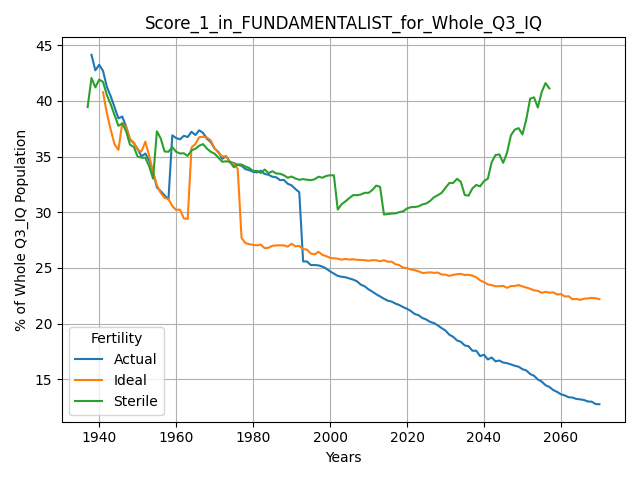 Score_1_in_FUNDAMENTALIST_for_Whole_Q3_IQ
% of Whole Q3_IQ Population
45
40
35
30
25
20
15
Fertility
Actual
Ideal
Sterile
1940 1960 1980 2000 2020 2040 2060
Years